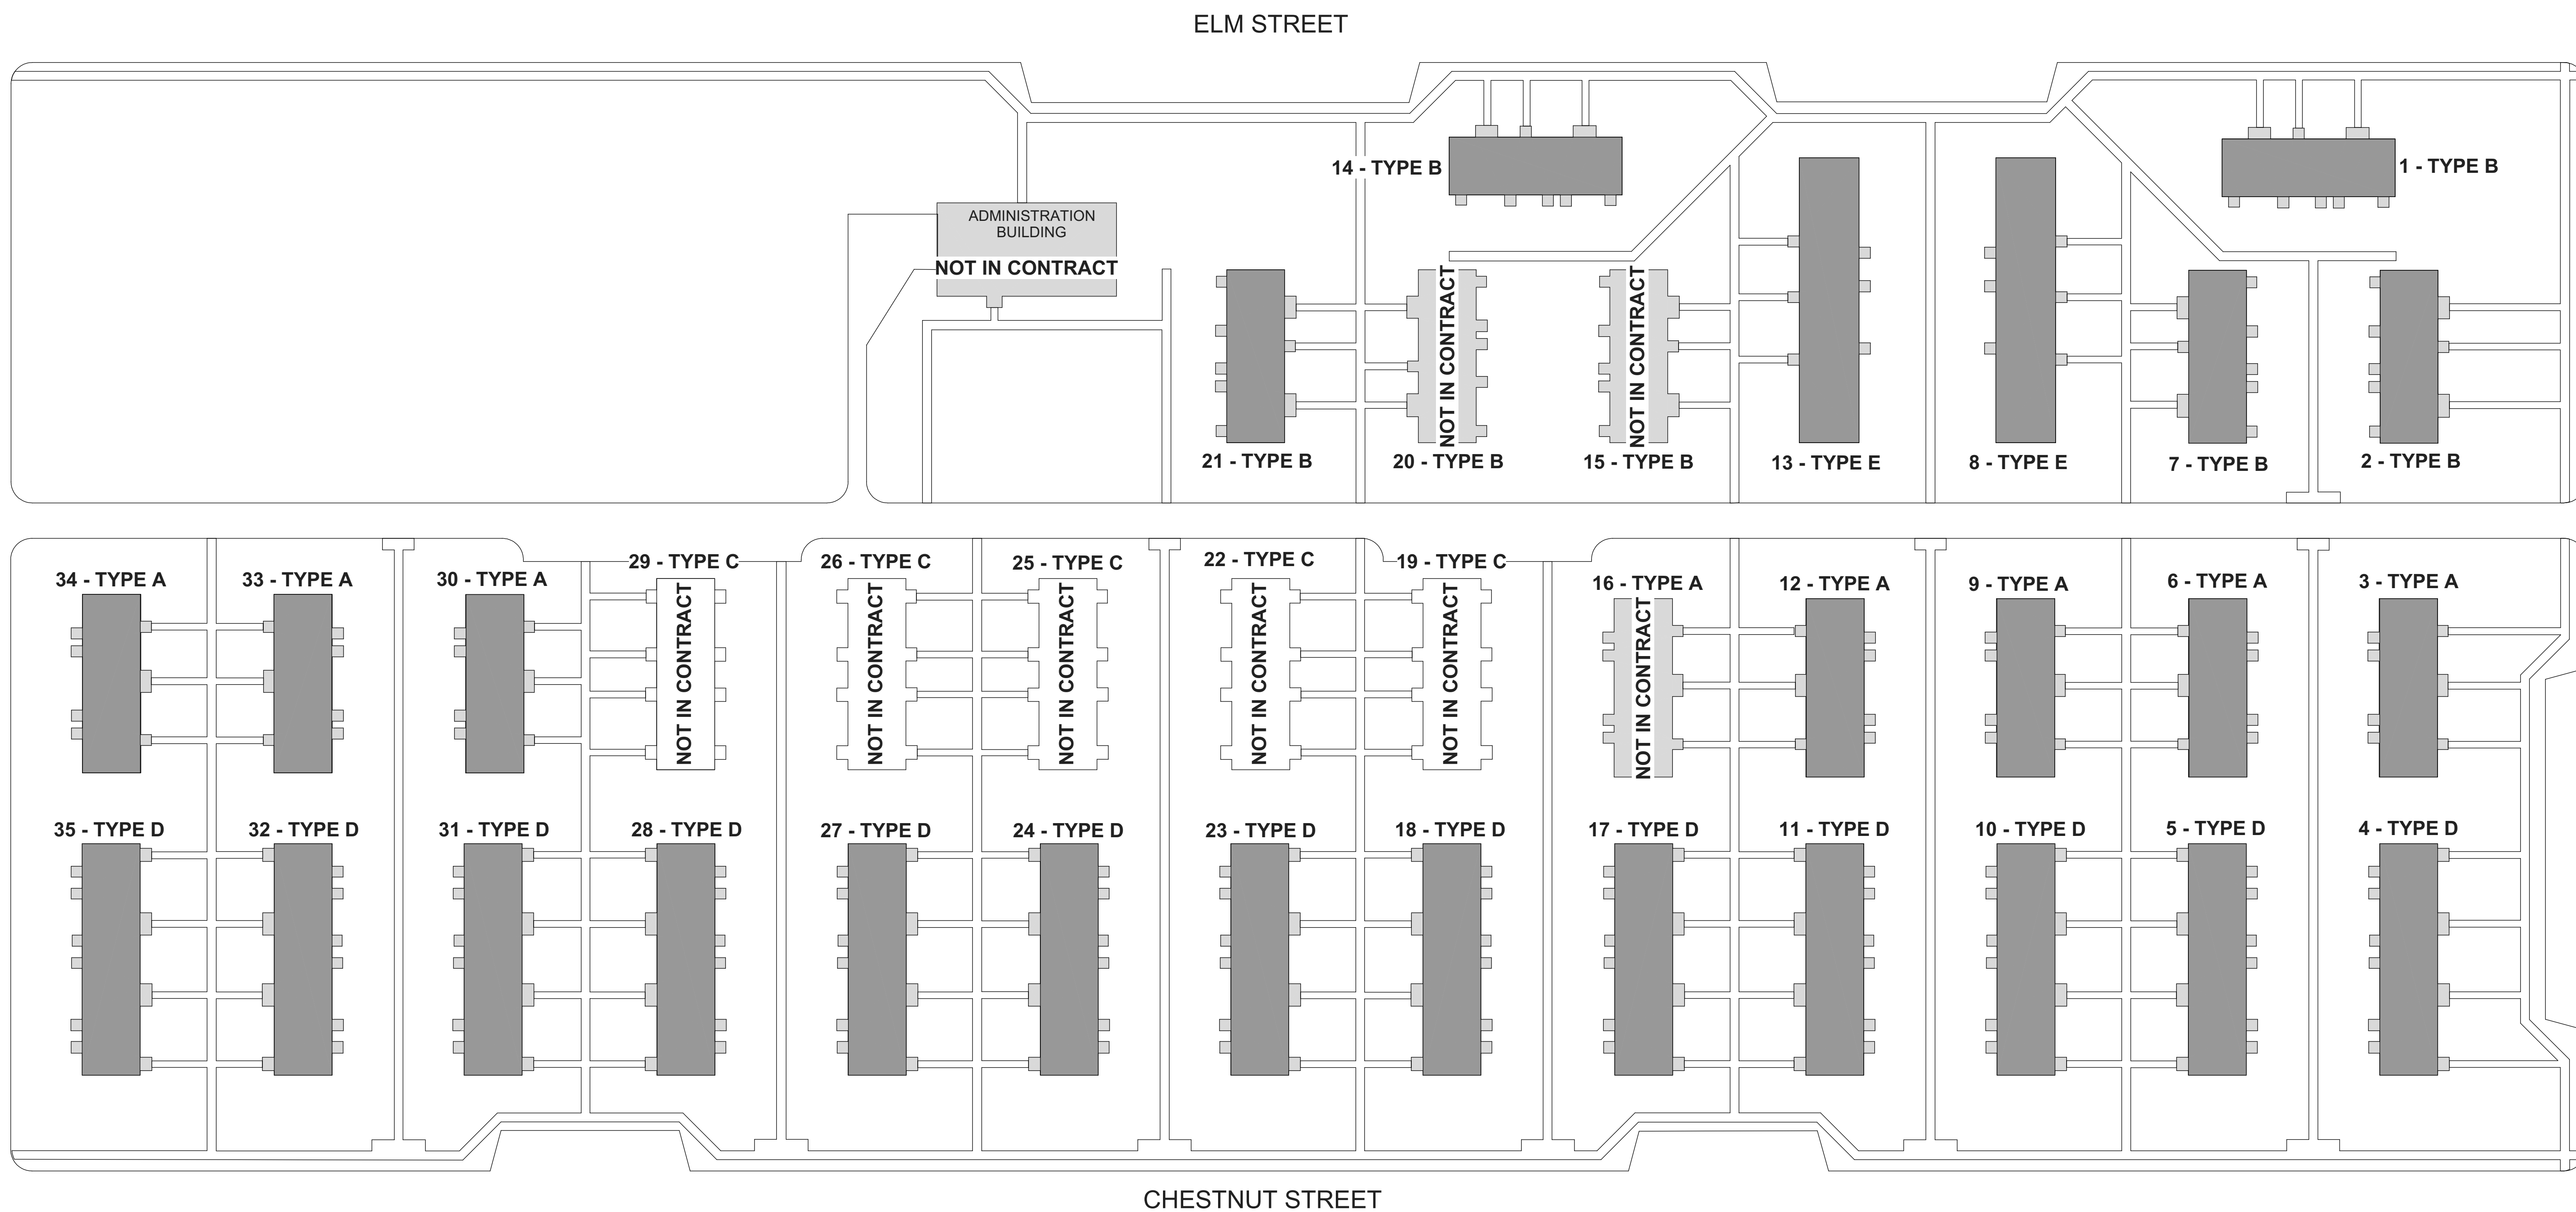 ELM STREET
14 - TYPE B
1 - TYPE B
ADMINISTRATION
BUILDING
NOT IN CONTRACT
NOT IN CONTRACT
NOT IN CONTRACT
21 - TYPE B
20 - TYPE B
15 - TYPE B
13 - TYPE E
8 - TYPE E
7 - TYPE B
2 - TYPE B
34 - TYPE A
33 - TYPE A
30 - TYPE A
29 - TYPE C
26 - TYPE C
25 - TYPE C
22 - TYPE C
19 - TYPE C
16 - TYPE A
12 - TYPE A
9 - TYPE A
6 - TYPE A
3 - TYPE A
NOT IN CONTRACT
NOT IN CONTRACT
NOT IN CONTRACT
NOT IN CONTRACT
NOT IN CONTRACT
NOT IN CONTRACT
35 - TYPE D
32 - TYPE D
31 - TYPE D
28 - TYPE D
27 - TYPE D
24 - TYPE D
23 - TYPE D
18 - TYPE D
17 - TYPE D
11 - TYPE D
10 - TYPE D
5 - TYPE D
4 - TYPE D
CHESTNUT STREET